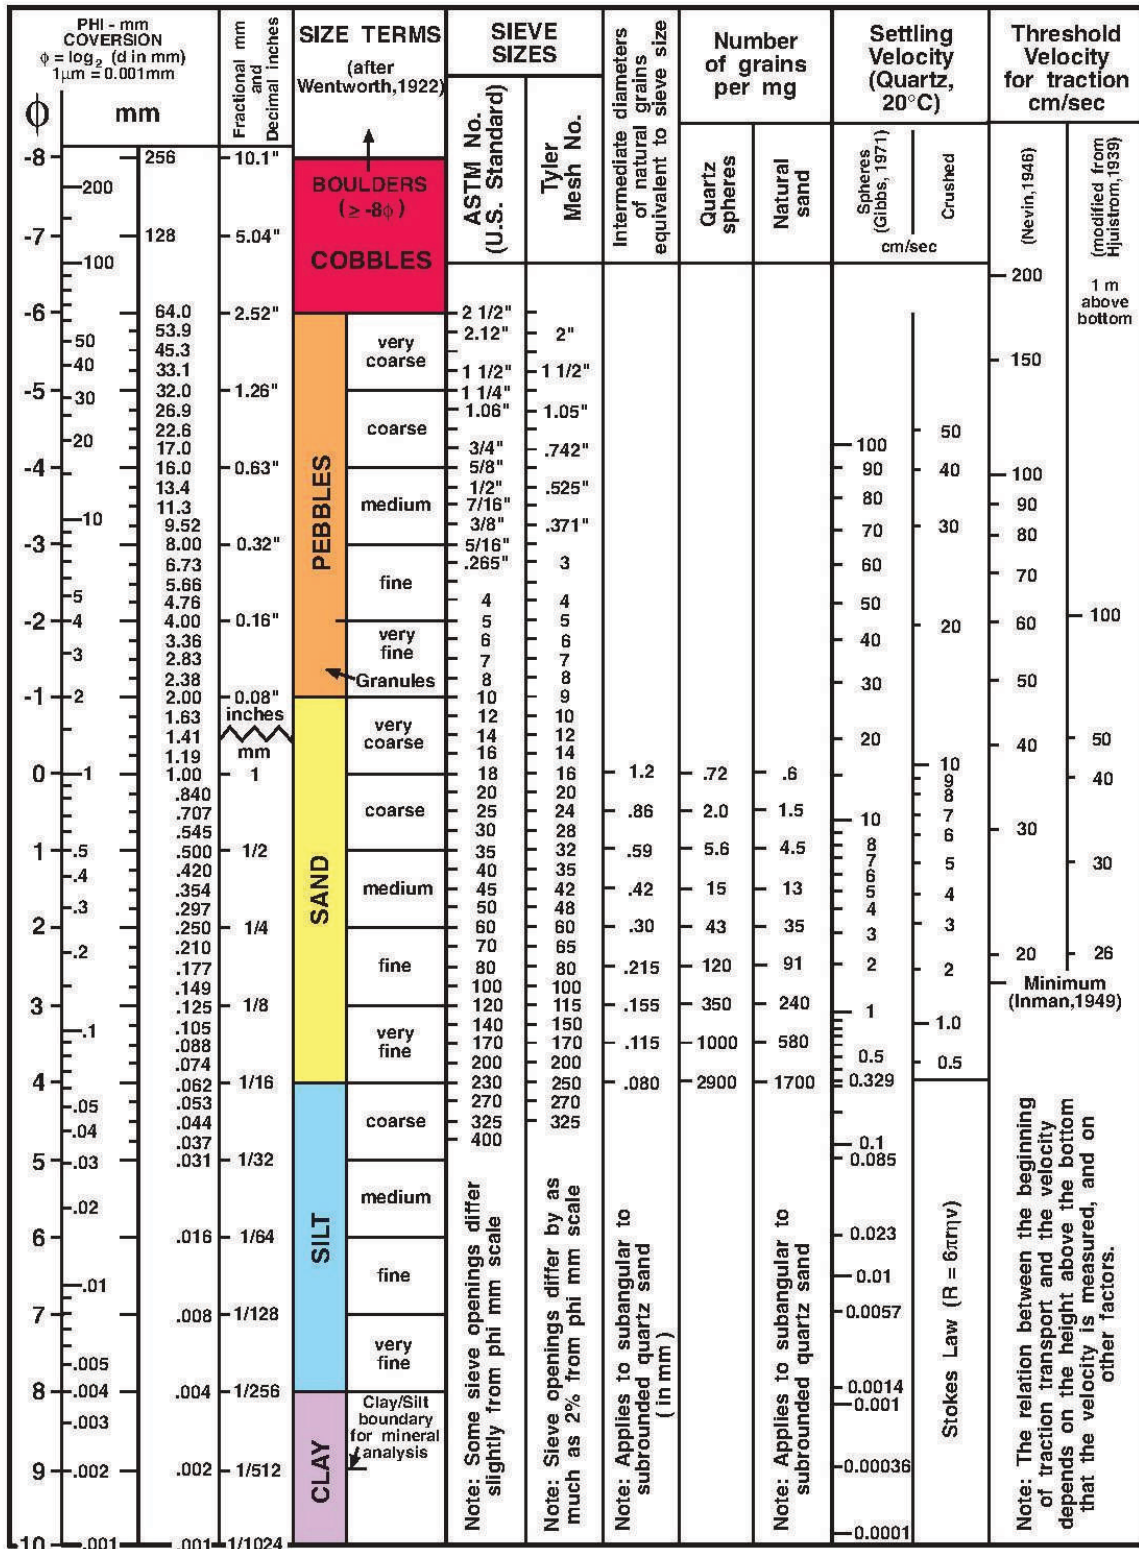 PHI - mm
COVERSION
ϕ = log₂ (d in mm)
1μm = 0.001mm
ϕ
mm
Fractional mm
and
Decimal inches
SIZE TERMS
(after
Wentworth,1922)
SIEVE
SIZES
ASTM No.
(U.S. Standard)
Tyler
Mesh No.
Intermediate dianeters
of natural grains
equivalent to sieve size
Number
of grains
per mg
Quartz
spheres
Natural
sand
Settling
Velocity
(Quartz,
20°C)
Spheres
(Gibbs, 1971)
Crushed
cm/sec
Threshold
Velocity
for traction
cm/sec
(Nevin,1946)
(modified from
Hjuistrom,1939)
1 m
above
bottom
-8
-7
-6
-5
-4
-3
-2
-1
0
1
2
3
4
5
6
7
8
9
10
200
100
50
40
30
20
10
5
4
3
2
1
.5
.4
.3
.2
.1
.05
.04
.03
.02
.01
.005
.004
.003
.002
.001
256
128
64.0
53.9
45.3
33.1
32.0
26.9
22.6
17.0
16.0
13.4
11.3
9.52
8.00
6.73
5.66
4.76
4.00
3.36
2.83
2.38
2.00
1.63
1.41
1.19
1.00
.840
.707
.545
.500
.420
.354
.297
.250
.210
.177
.149
.125
.105
.088
.074
.062
.053
.044
.037
.031
.016
.008
.004
.002
.001
10.1"
5.04"
2.52"
1.26"
0.63"
0.32"
0.16"
0.08"
inches
mm
1
1/2
1/4
1/8
1/16
1/32
1/64
1/128
1/256
1/512
1/1024
BOULDERS
(≥ -8ϕ)
COBBLES
PEBBLES
very
coarse
coarse
medium
fine
very
fine
Granules
SAND
very
coarse
coarse
medium
fine
very
fine
SILT
coarse
medium
fine
very
fine
CLAY
Clay/Silt
boundary
for mineral
analysis
2 1/2"
2.12"
1 1/2"
1 1/4"
1.06"
3/4"
5/8"
1/2"
7/16"
3/8"
5/16"
.265"
4
5
6
7
8
10
12
14
16
18
20
25
30
35
40
45
50
60
70
80
100
120
140
170
200
230
270
325
400
Note: Some sieve openings differ
slightly from phi mm scale
2"
1 1/2"
1.05"
.742"
.525"
.371"
3
4
5
6
7
8
9
10
12
14
16
20
24
28
32
35
42
48
60
65
80
100
115
150
170
200
250
270
325
Note: Sieve openings differ by as
much as 2% from phi mm scale
1.2
.86
.59
.42
.30
.215
.155
.115
.080
Note: Applies to subangular to
subrounded quartz sand
(in mm)
.72
2.0
5.6
15
43
120
350
1000
2900
.6
1.5
4.5
13
35
91
240
580
1700
Note: Applies to subangular to
subrounded quartz sand
100
90
80
70
60
50
40
30
20
10
8
7
6
5
4
3
2
1
0.5
0.329
0.1
0.085
0.023
0.01
0.0057
0.0014
0.001
0.00036
0.0001
50
40
30
20
10
9
8
7
6
5
4
3
2
1.0
0.5
Stokes Law (R = 6πηv)
200
150
100
90
80
70
60
50
40
30
20
100
50
40
30
26
Minimum
(Inman,1949)
Note: The relation between the beginning
of traction transport and the velocity
depends on the height above the bottom
that the velocity is measured, and on
other factors.